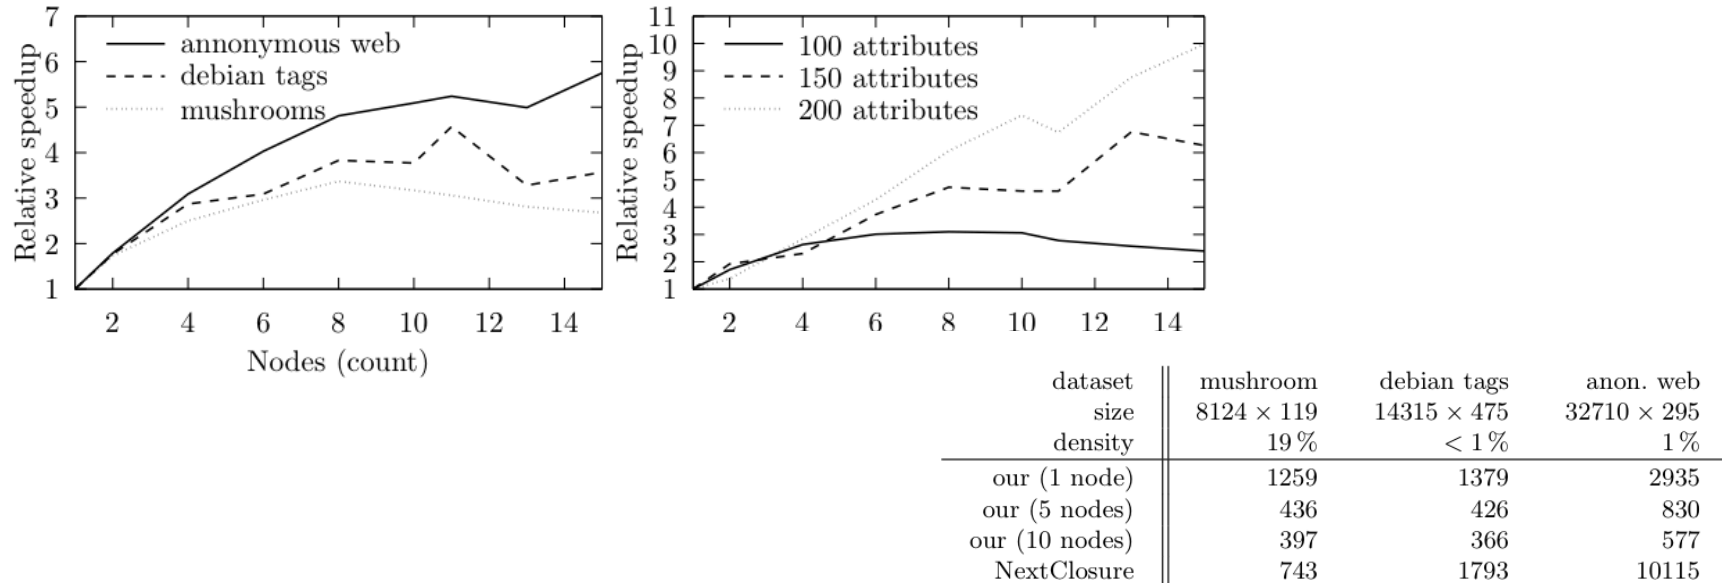 7
6
5
4
3
2
1
Relative speedup
annonymous web
debian tags
mushrooms
2 4 6 8 10 12 14
Nodes (count)
11
10
9
8
7
6
5
4
3
2
1
Relative speedup
100 attributes
150 attributes
200 attributes
2 4 6 8 10 12 14
dataset mushroom debian tags anon. web
size 8124 × 119 14315 × 475 32710 × 295
density 19 % < 1 % 1 %
our (1 node) 1259 1379 2935
our (5 nodes) 436 426 830
our (10 nodes) 397 366 577
NextClosure 743 1793 10115